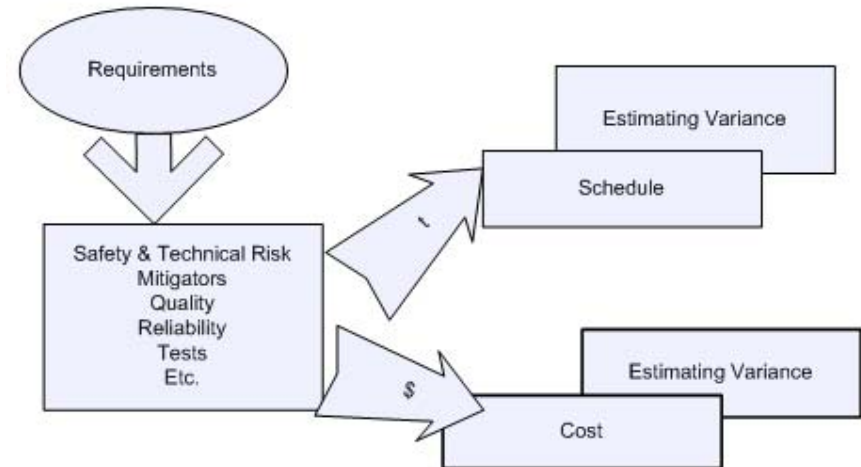 Requirements
Safety & Technical Risk
Mitigators
Quality
Reliability
Tests
Etc.
t
$
Estimating Variance
Schedule
Estimating Variance
Cost